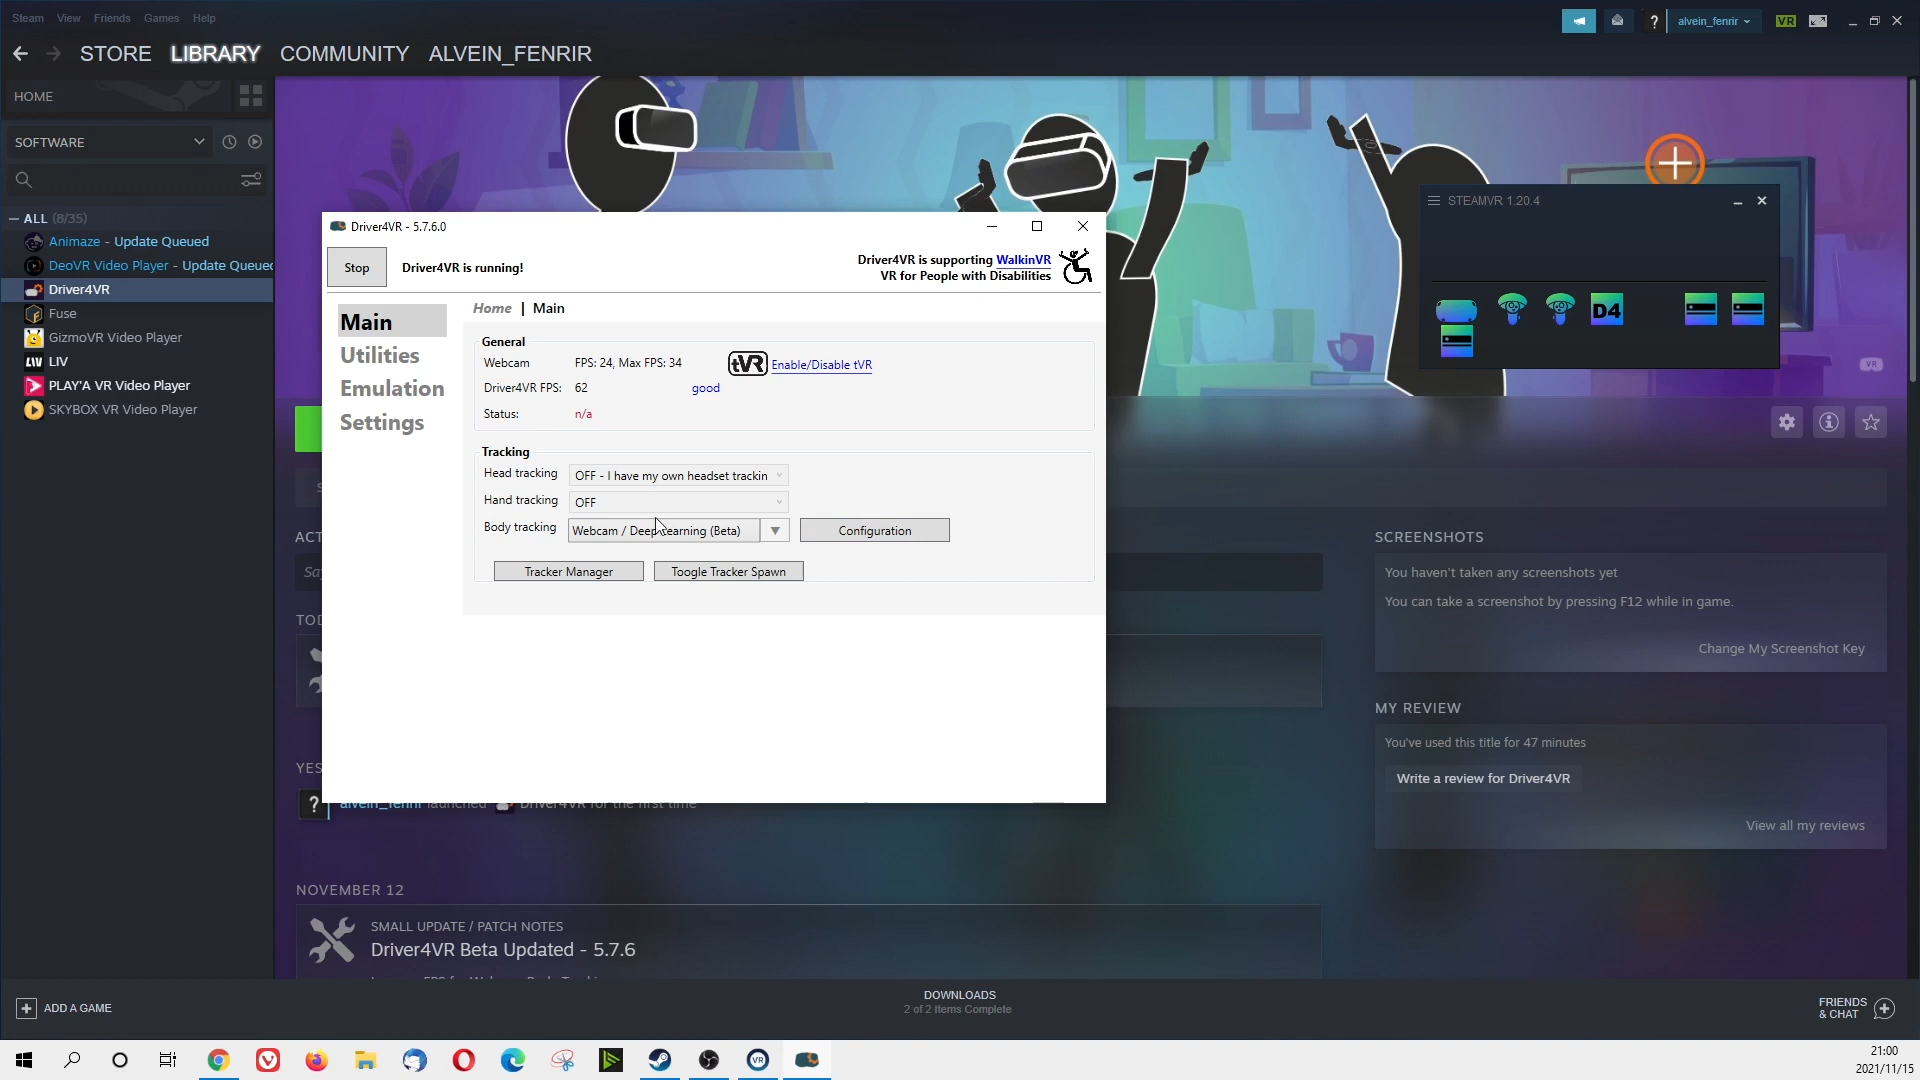 Steam View Friends Games Help
? alvein_fenrir VR
STORE LIBRARY COMMUNITY ALVEIN_FENRIR
HOME
SOFTWARE
ALL (8/35)
Animaze - Update Queued
DeoVR Video Player - Update Queued
Driver4VR
Fuse
GizmoVR Video Player
LIV LIV
PLAY'A VR Video Player
SKYBOX VR Video Player
Driver4VR - 5.7.6.0
Stop
Driver4VR is running!
Driver4VR is supporting WalkinVR
VR for People with Disabilities
Main
Utilities
Emulation
Settings
Home | Main
General
Webcam FPS: 24, Max FPS: 34 tVR Enable/Disable tVR
Driver4VR FPS: 62 good
Status: n/a
Tracking
Head tracking OFF - I have my own headset trackin
Hand tracking OFF
Body tracking Webcam / Deep Learning (Beta) Configuration
Tracker Manager Toogle Tracker Spawn
STEAMVR 1.20.4
D4
VR
ACT
TOD
YES
? alvein_fenrir launched Driver4VR for the first time
NOVEMBER 12
SMALL UPDATE / PATCH NOTES
Driver4VR Beta Updated - 5.7.6
SCREENSHOTS
You haven't taken any screenshots yet
You can take a screenshot by pressing F12 while in game.
Change My Screenshot Key
MY REVIEW
You've used this title for 47 minutes
Write a review for Driver4VR
View all my reviews
ADD A GAME
DOWNLOADS
2 of 2 Items Complete
FRIENDS
& CHAT
VR
21:00
2021/11/15